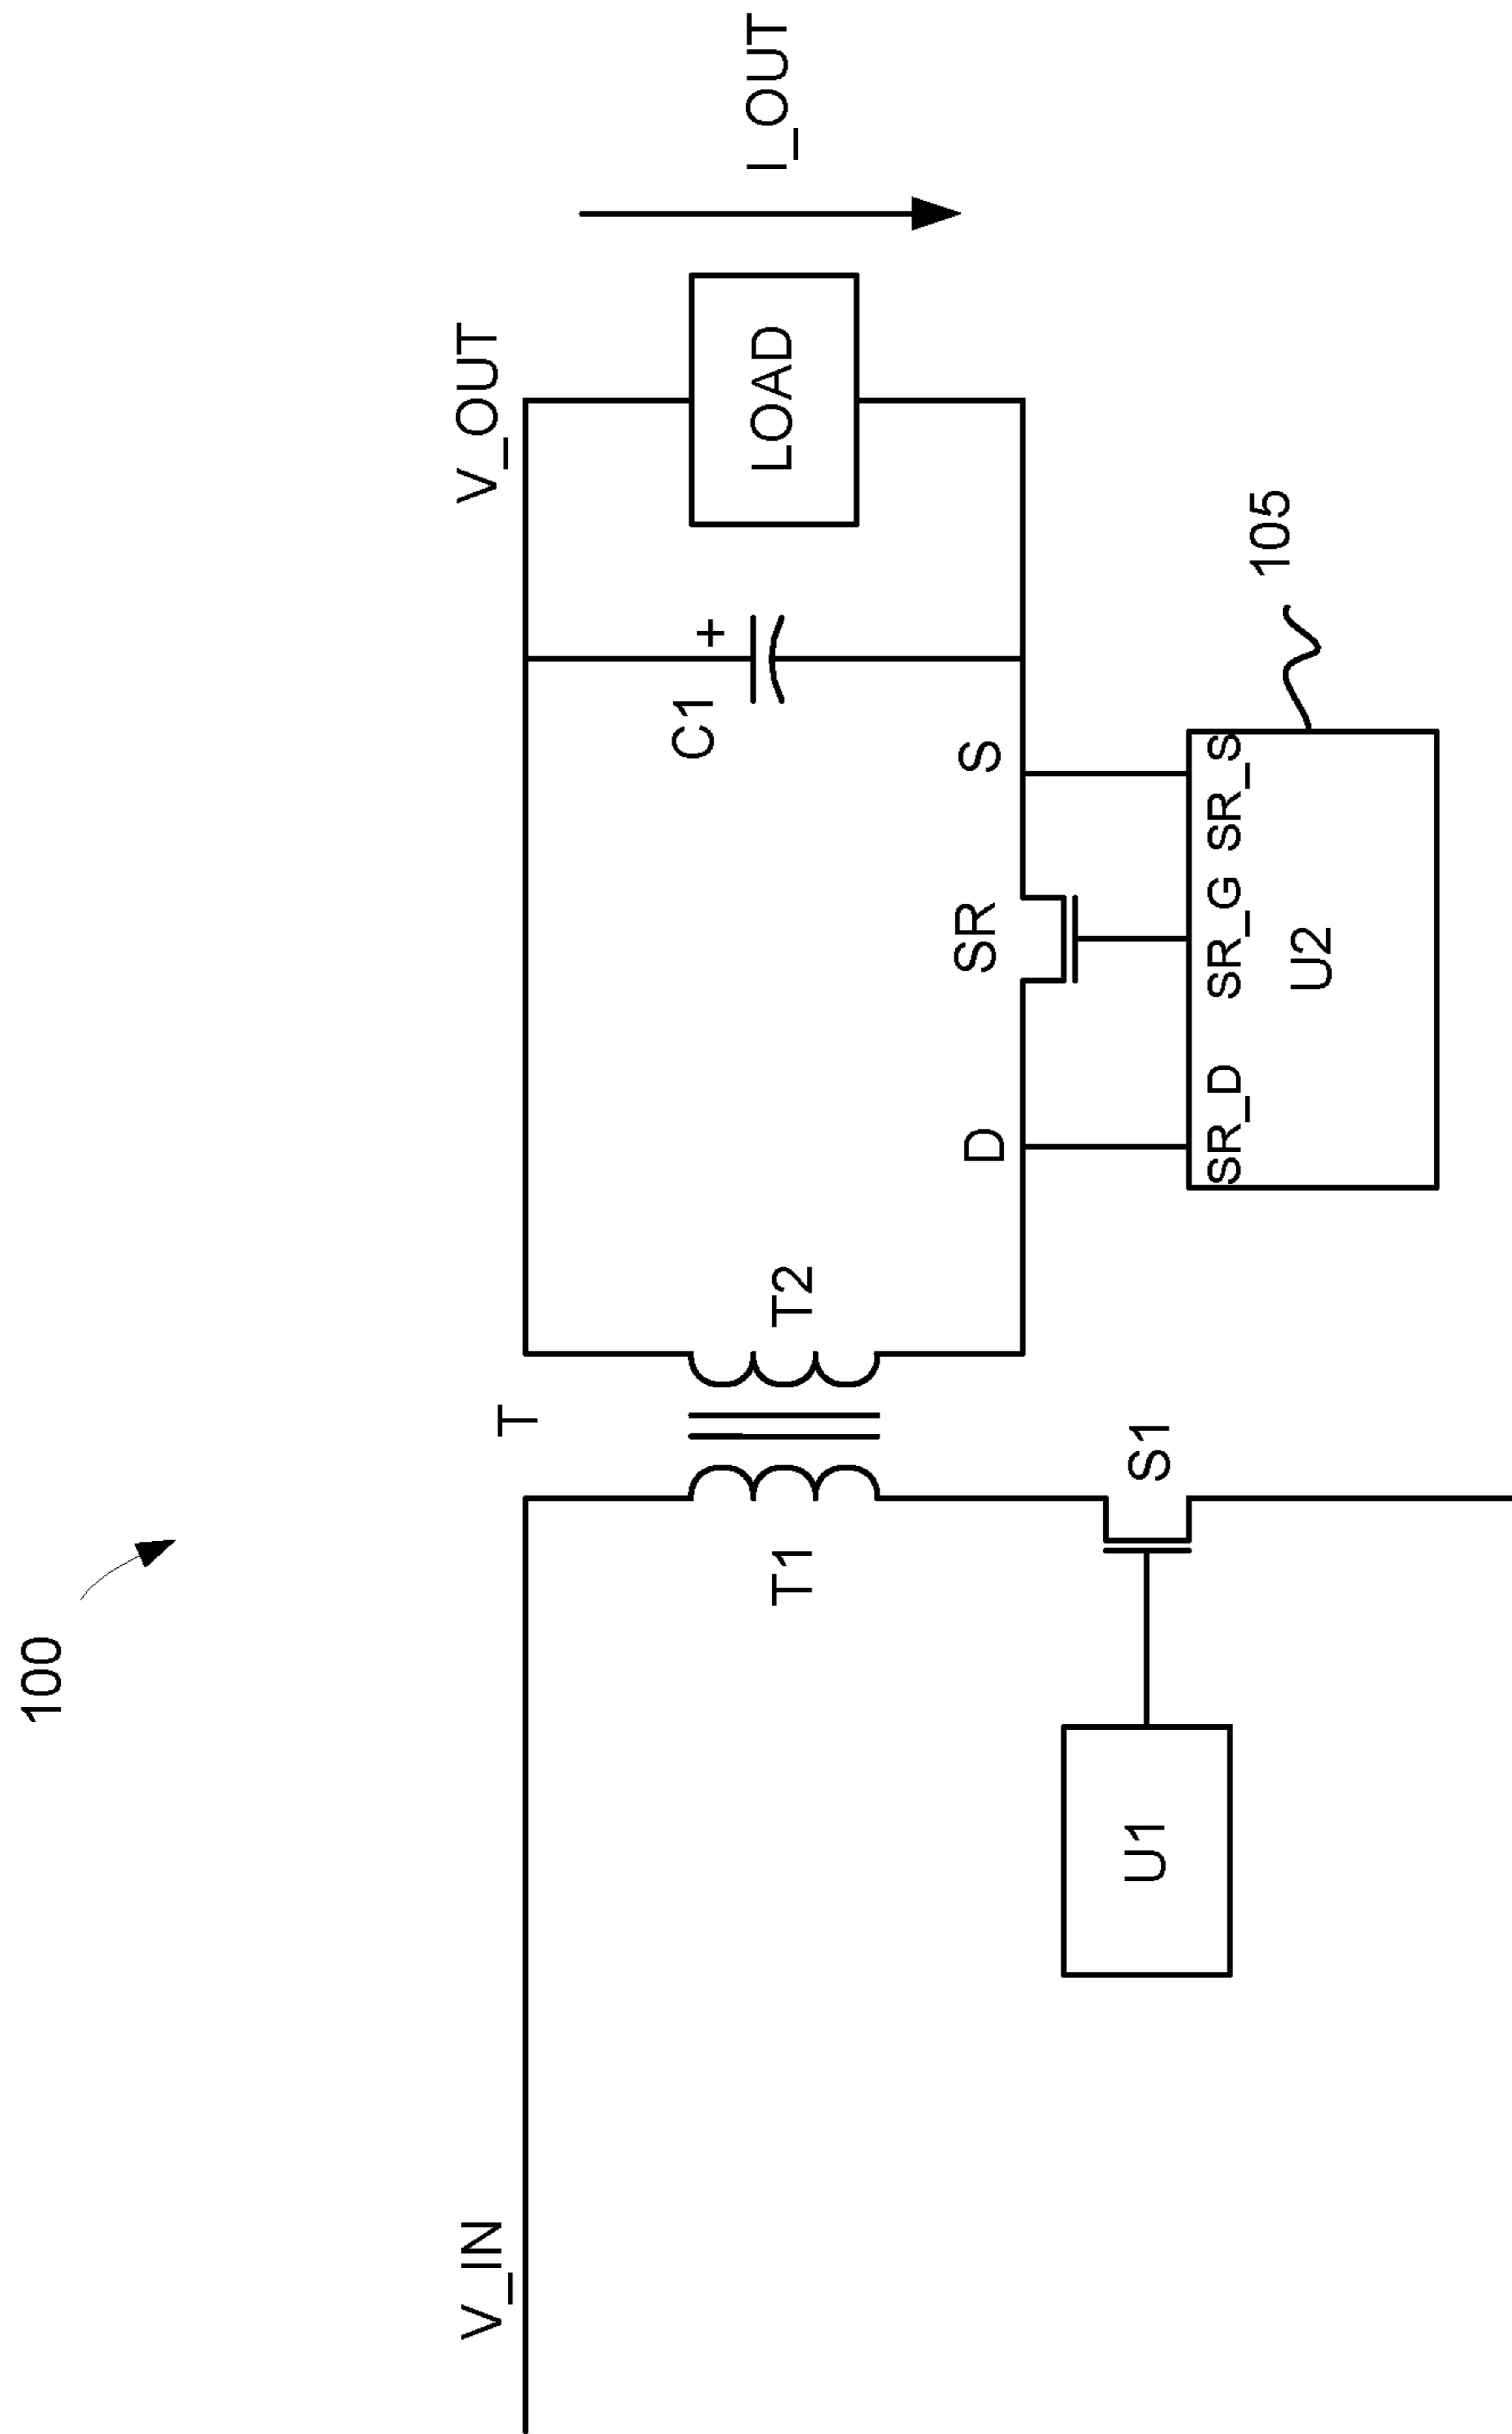 100
V_IN
T
V_OUT
I_OUT
T1
T2
C1
+
LOAD
U1
S1
D
SR
S
SR_D
SR_G
SR_S
U2
105